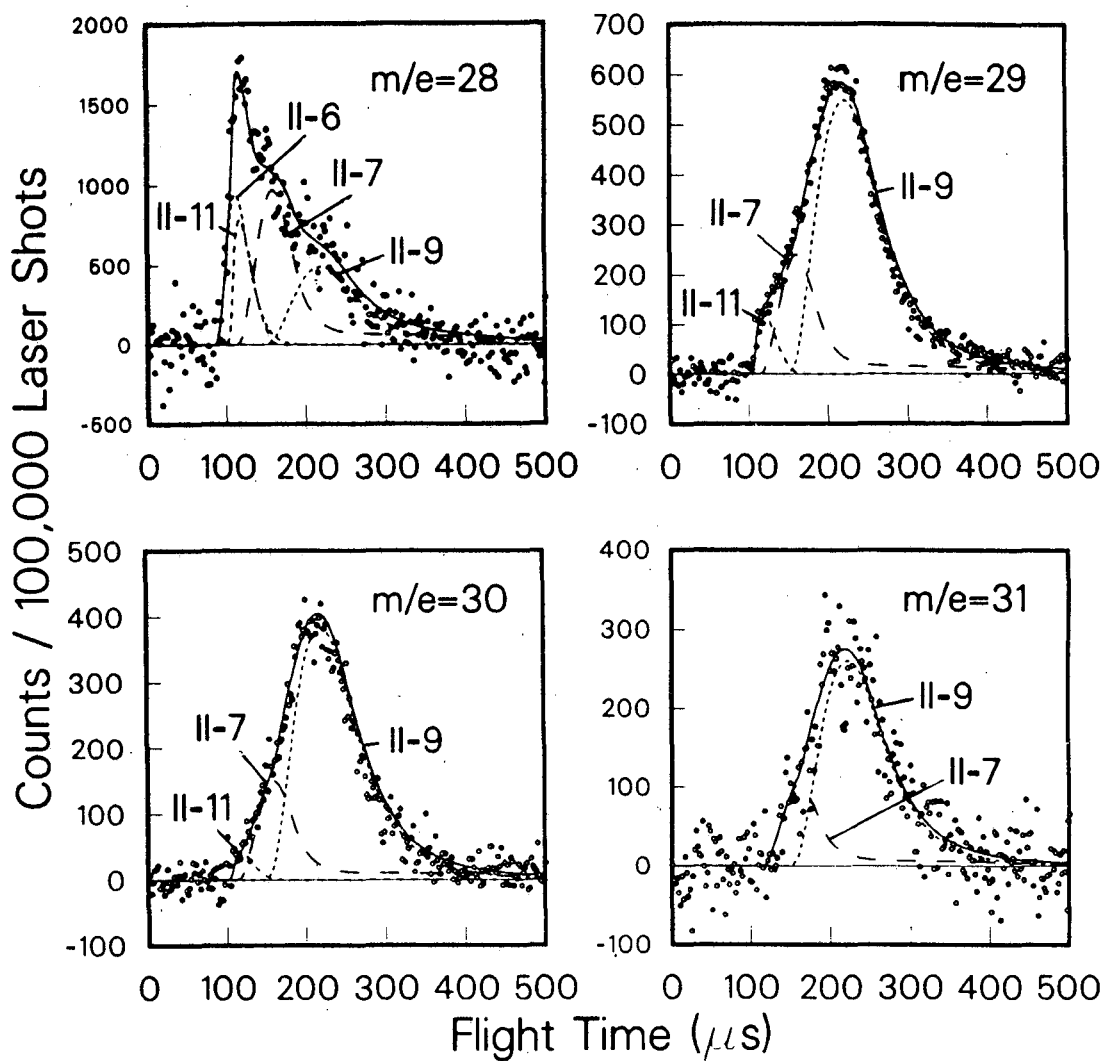 Counts / 100,000 Laser Shots
2000
1500
1000
500
0
-500
m/e=28
II-6
II-7
II-11
II-9
0 100 200 300 400 500
700
600
500
400
300
200
100
0
-100
m/e=29
II-9
II-7
II-11
0 100 200 300 400 500
500
400
300
200
100
0
-100
m/e=30
II-7
II-9
II-11
0 100 200 300 400 500
400
300
200
100
0
-100
m/e=31
II-9
II-7
0 100 200 300 400 500
Flight Time (μs)